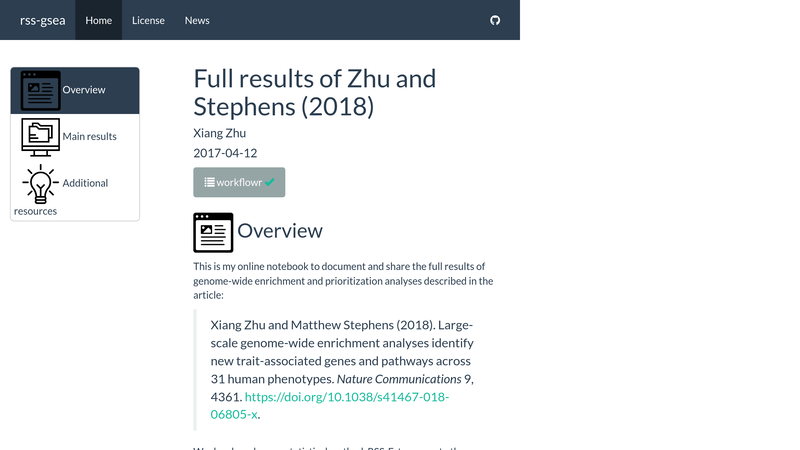 rss-gsea Home License News
Overview
Main results
Additional
resources
Full results of Zhu and
Stephens (2018)
Xiang Zhu
2017-04-12
workflowr
Overview
This is my online notebook to document and share the full results of
genome-wide enrichment and prioritization analyses described in the
article:
Xiang Zhu and Matthew Stephens (2018). Large-
scale genome-wide enrichment analyses identify
new trait-associated genes and pathways across
31 human phenotypes. Nature Communications 9,
4361. https://doi.org/10.1038/s41467-018-
06805-x.